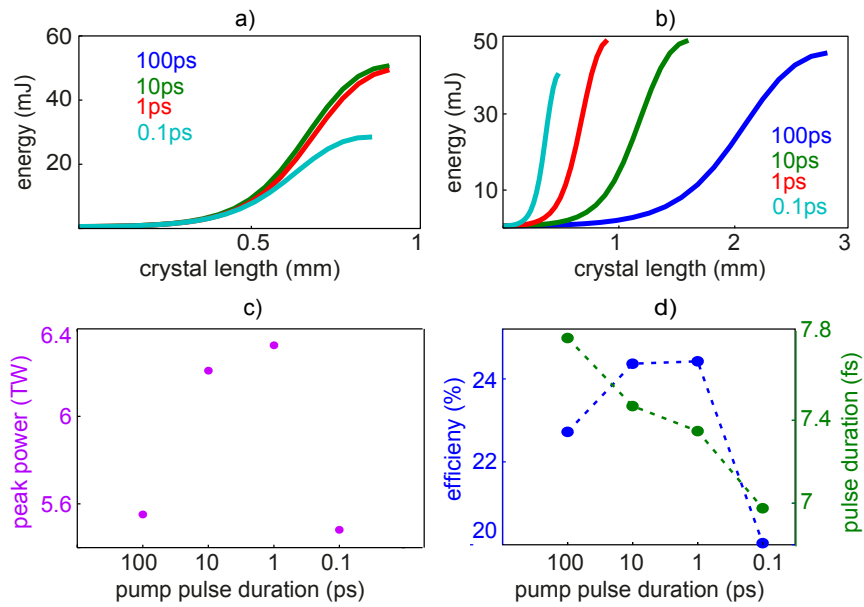 a)
60
40
20
energy (mJ)
100ps
10ps
1ps
0.1ps
0.5
1
crystal length (mm)
b)
50
30
10
energy (mJ)
100ps
10ps
1ps
0.1ps
1
2
3
crystal length (mm)
c)
6.4
6
5.6
peak power (TW)
100
10
1
0.1
pump pulse duration (ps)
d)
24
22
20
efficieny (%)
7.8
7.4
7
pulse duration (fs)
100
10
1
0.1
pump pulse duration (ps)